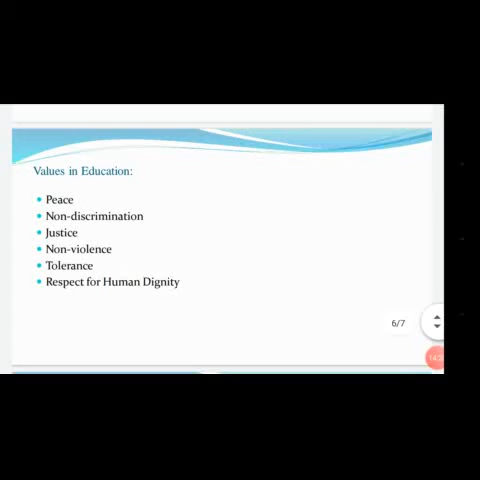 Values in Education:
Peace
Non-discrimination
Justice
Non-violence
Tolerance
Respect for Human Dignity
6/7